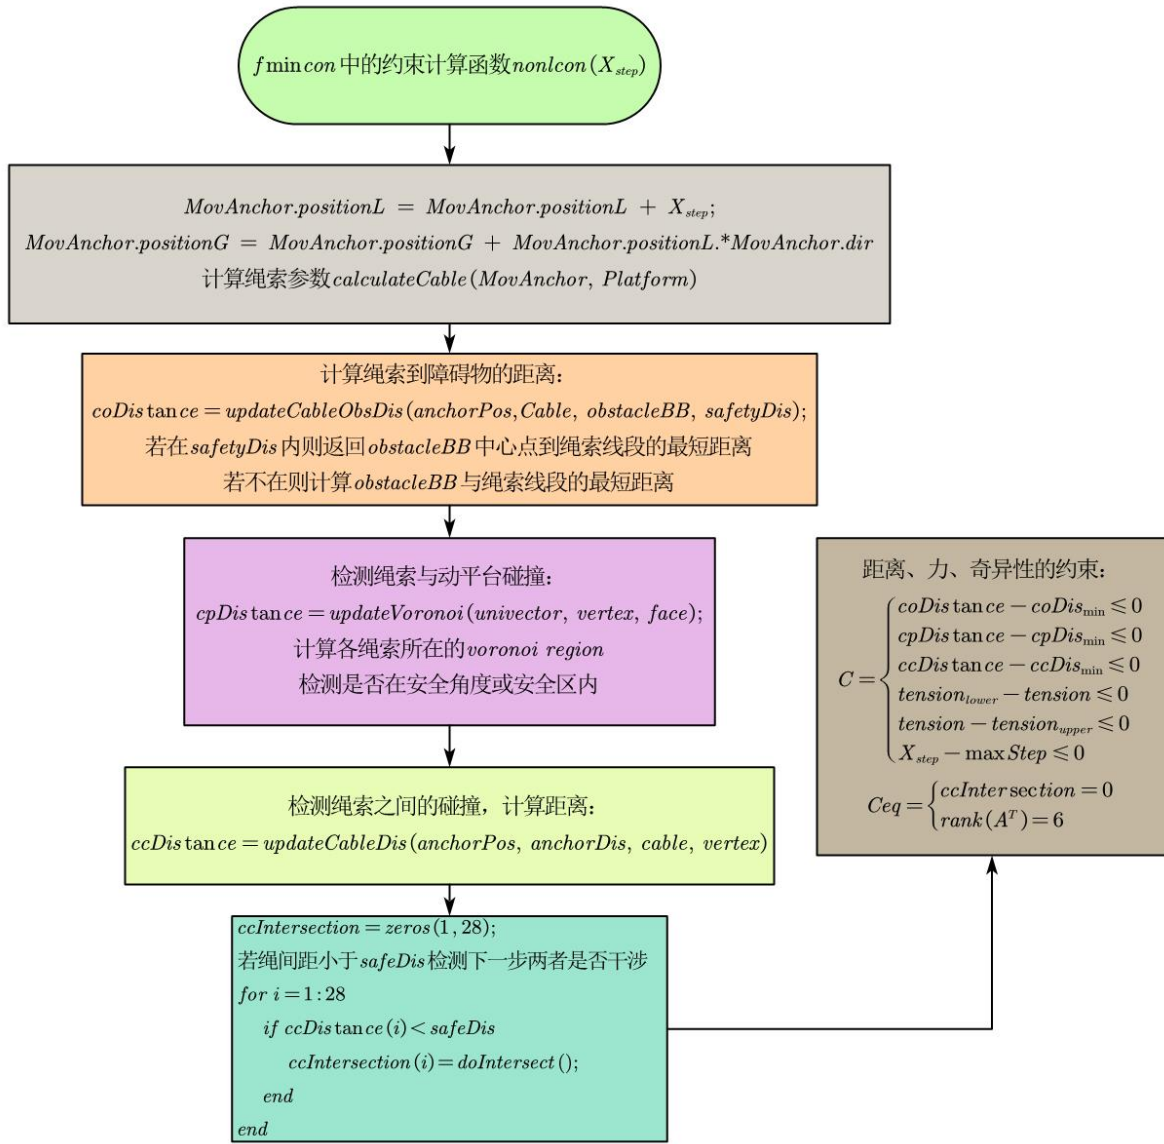 fmincon中的约束计算函数nonlcon(X_step)
MovAnchor.positionL = MovAnchor.positionL + X_step;
MovAnchor.positionG = MovAnchor.positionG + MovAnchor.positionL.*MovAnchor.dir
计算绳索参数calculateCable(MovAnchor, Platform)
计算绳索到障碍物的距离：
coDistance=updateCableObsDis(anchorPos,Cable, obstacleBB, safetyDis);
若在safetyDis内则返回obstacleBB中心点到绳索线段的最短距离
若不在则计算obstacleBB与绳索线段的最短距离
检测绳索与动平台碰撞：
cpDistance=updateVoronoi(univector, vertex, face);
计算各绳索所在的voronoi region
检测是否在安全角度或安全区内
检测绳索之间的碰撞，计算距离：
ccDistance=updateCableDis(anchorPos, anchorDis, cable, vertex)
ccIntersection=zeros(1,28);
若绳间距小于safeDis检测下一步两者是否干涉
for i=1:28
if ccDistance(i)<safeDis
ccIntersection(i)=doIntersect();
end
end
距离、力、奇异性的约束：
C={coDistance−coDis_min⩽0
cpDistance−cpDis_min⩽0
ccDistance−ccDis_min⩽0
tension_lower−tension⩽0
tension−tension_upper⩽0
X_step−maxStep⩽0
Ceq={ccIntersection=0
rank(A^T)=6